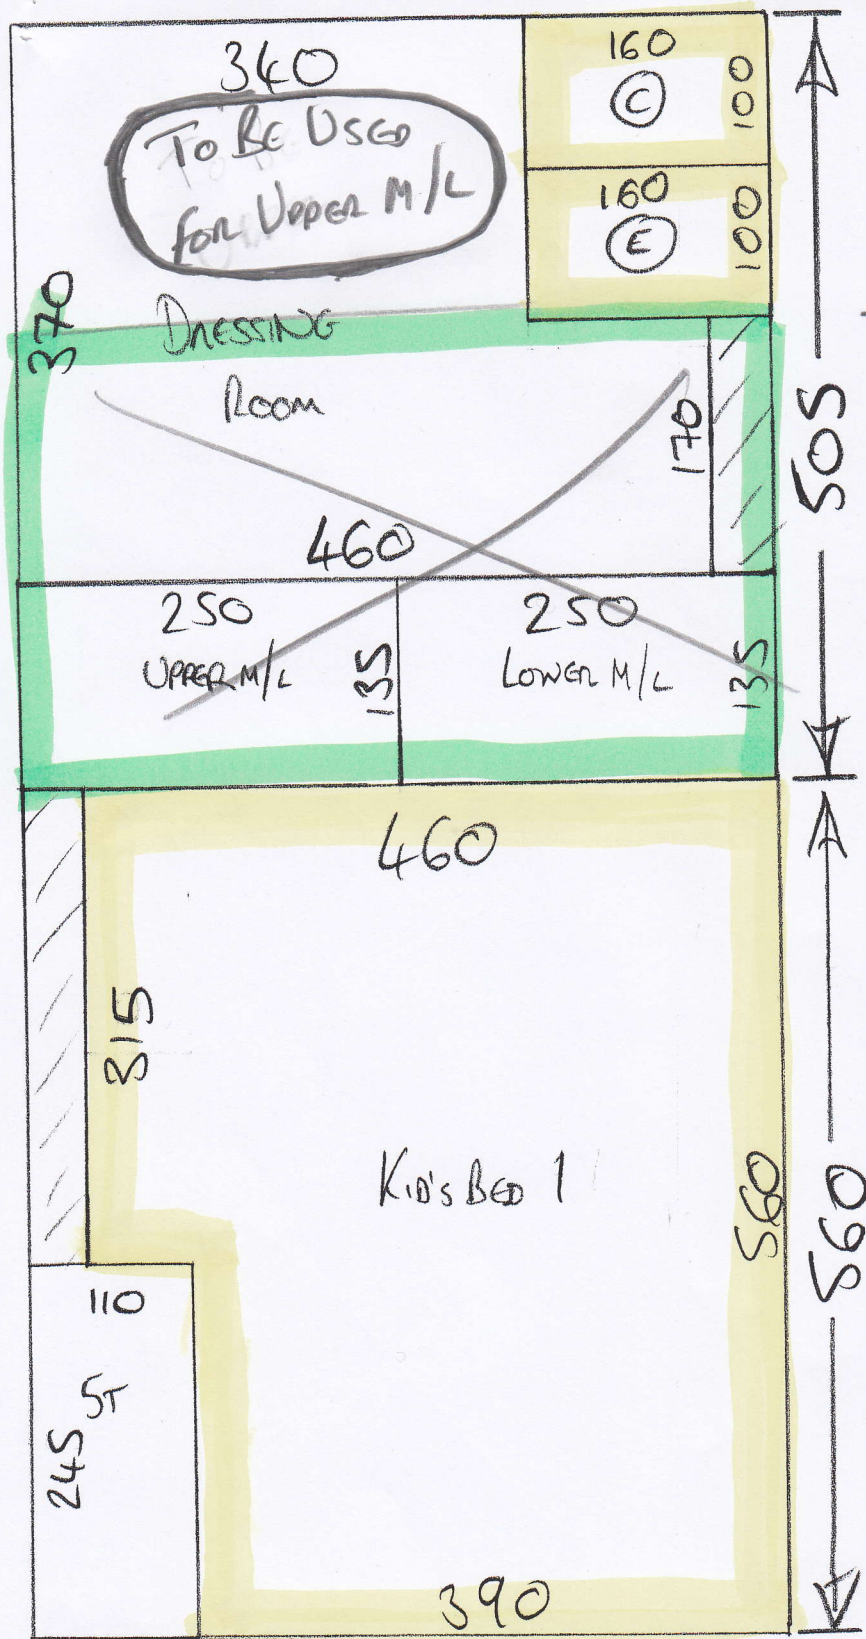 340
160
C
100
To Be Used
for Upper M/L
160
E
100
370
Dressing
Room
170
505
460
250
Upper M/L
135
250
Lower M/L
135
460
315
Kid's Bed 1
560
560
110
St
245
390